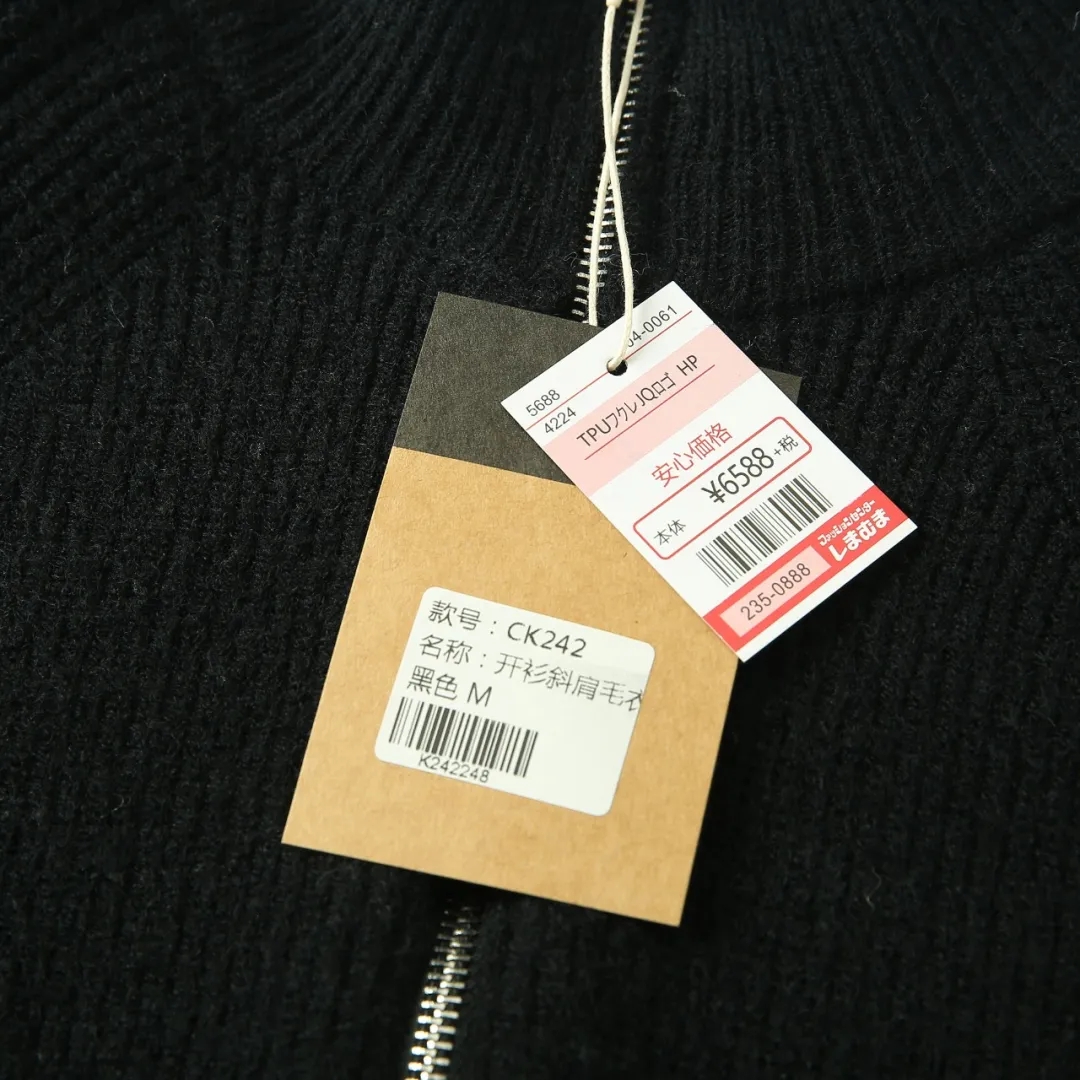 04-0061
5688
4224
TPUフクレJQロゴ HP
安心価格
本体 ¥6588+税
ファッションセンター
しまむら
235-0888
款号：CK242
名称：开衫斜肩毛衣
黑色 M
K242248